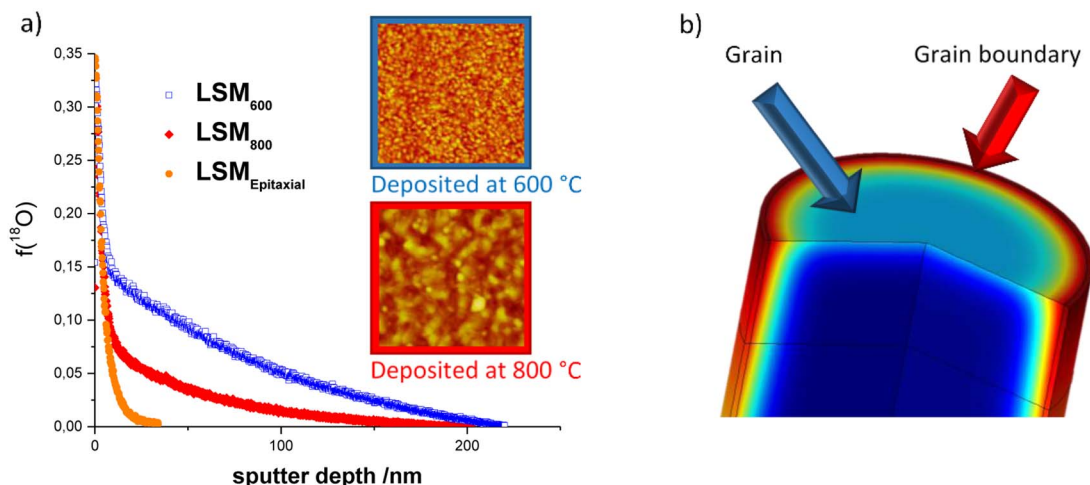 a)
0,35
0,30
0,25
0,20
0,15
0,10
0,05
0,00
f(¹⁸O)
0
100
200
sputter depth /nm
LSM₆₀₀
LSM₈₀₀
LSM_Epitaxial
Deposited at 600 °C
Deposited at 800 °C
b)
Grain
Grain boundary